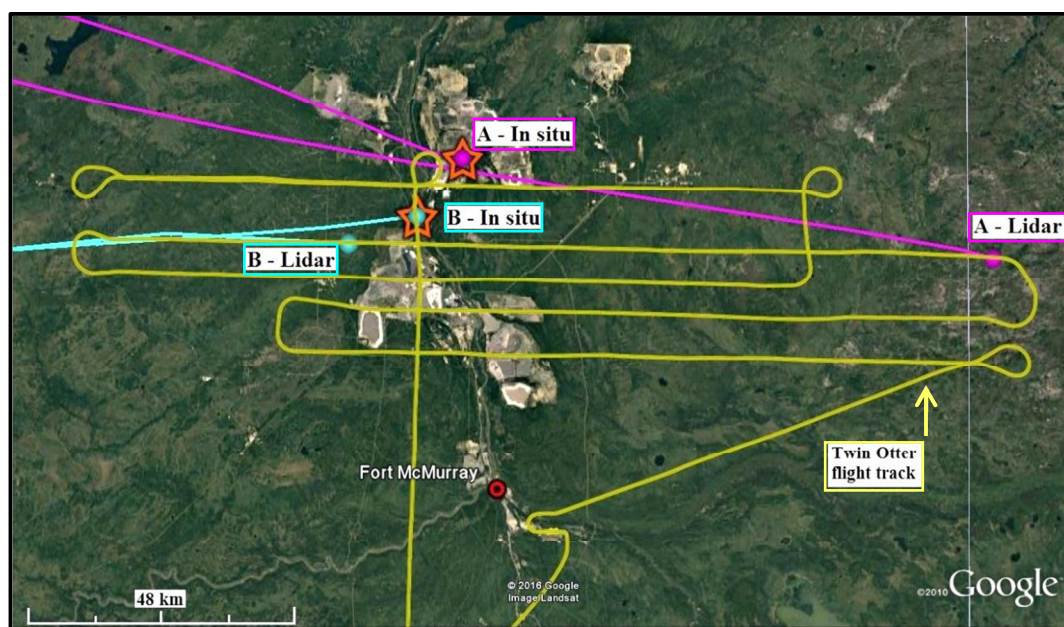 A - In situ
B - In situ
A - Lidar
B - Lidar
Twin Otter
flight track
Fort McMurray
© 2016 Google
Image Landsat
©2010 Google
48 km